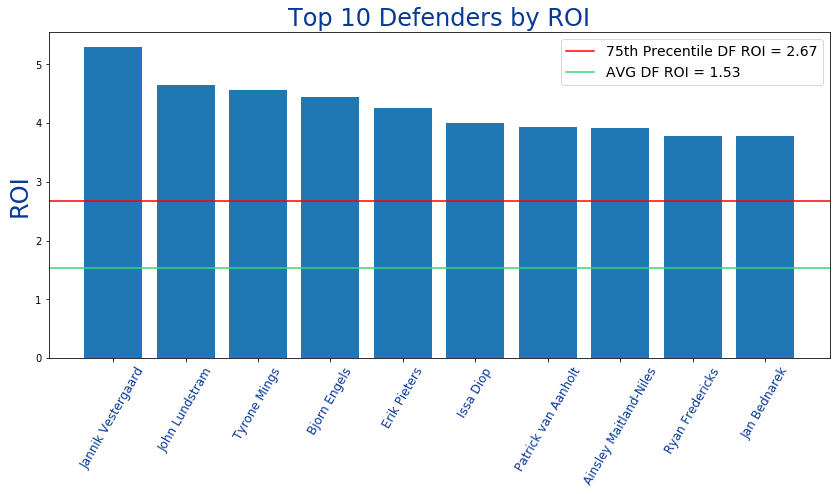 Top 10 Defenders by ROI
75th Precentile DF ROI = 2.67
AVG DF ROI = 1.53
ROI
5
4
3
2
1
0
Jannik Vestergaard
John Lundstram
Tyrone Mings
Bjorn Engels
Erik Pieters
Issa Diop
Patrick van Aanholt
Ainsley Maitland-Niles
Ryan Fredericks
Jan Bednarek